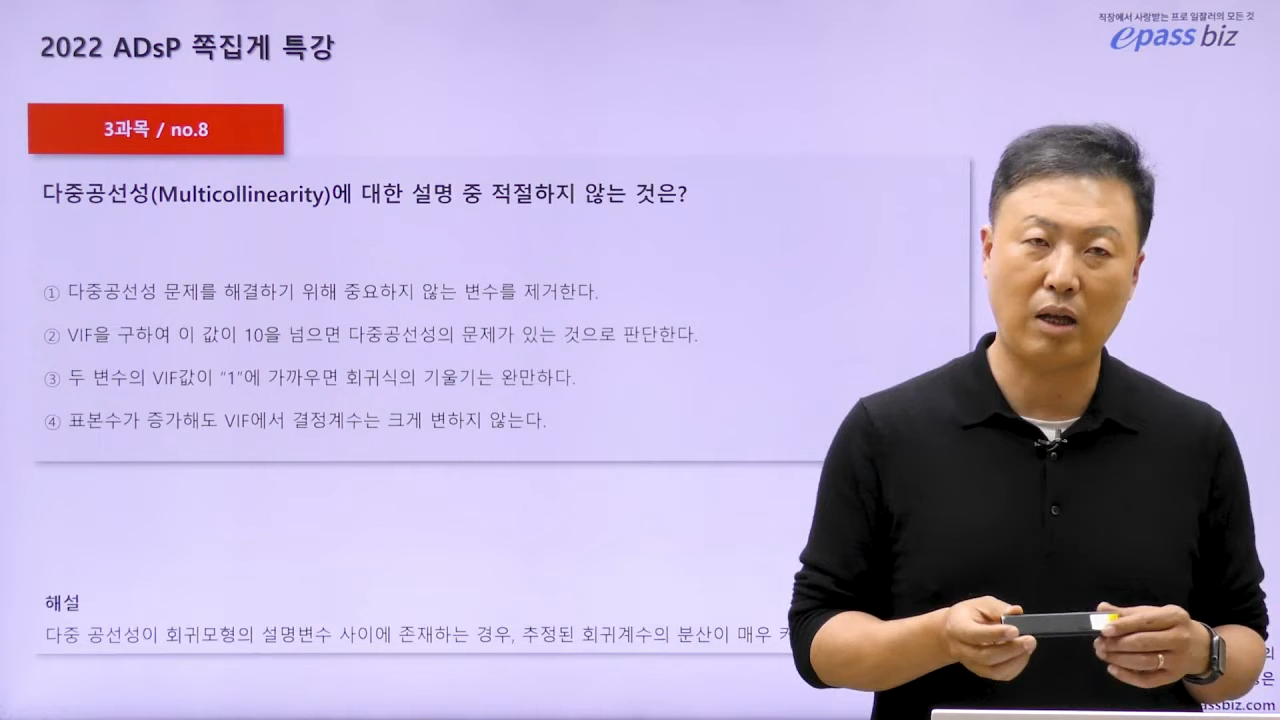 직장에서 사랑받는 프로 일잘러의 모든 것
epass biz
2022 ADsP 쪽집게 특강
3과목 / no.8
다중공선성(Multicollinearity)에 대한 설명 중 적절하지 않는 것은?
① 다중공선성 문제를 해결하기 위해 중요하지 않는 변수를 제거한다.
② VIF을 구하여 이 값이 10을 넘으면 다중공선성의 문제가 있는 것으로 판단한다.
③ 두 변수의 VIF값이 “1”에 가까우면 회귀식의 기울기는 완만하다.
④ 표본수가 증가해도 VIF에서 결정계수는 크게 변하지 않는다.
해설
다중 공선성이 회귀모형의 설명변수 사이에 존재하는 경우, 추정된 회귀계수의 분산이 매우